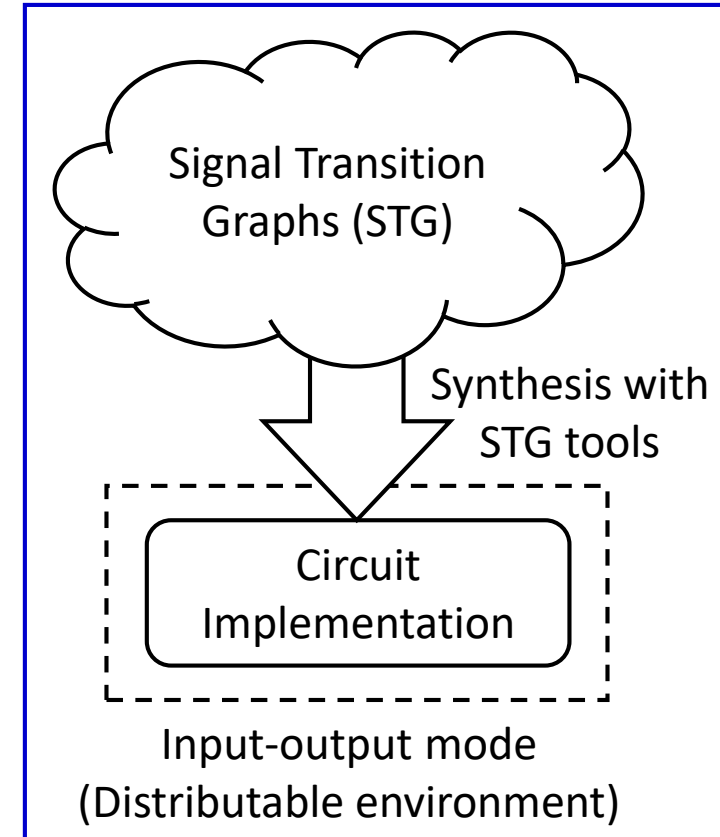 Signal Transition
Graphs (STG)
Synthesis with
STG tools
Circuit
Implementation
Input-output mode
(Distributable environment)